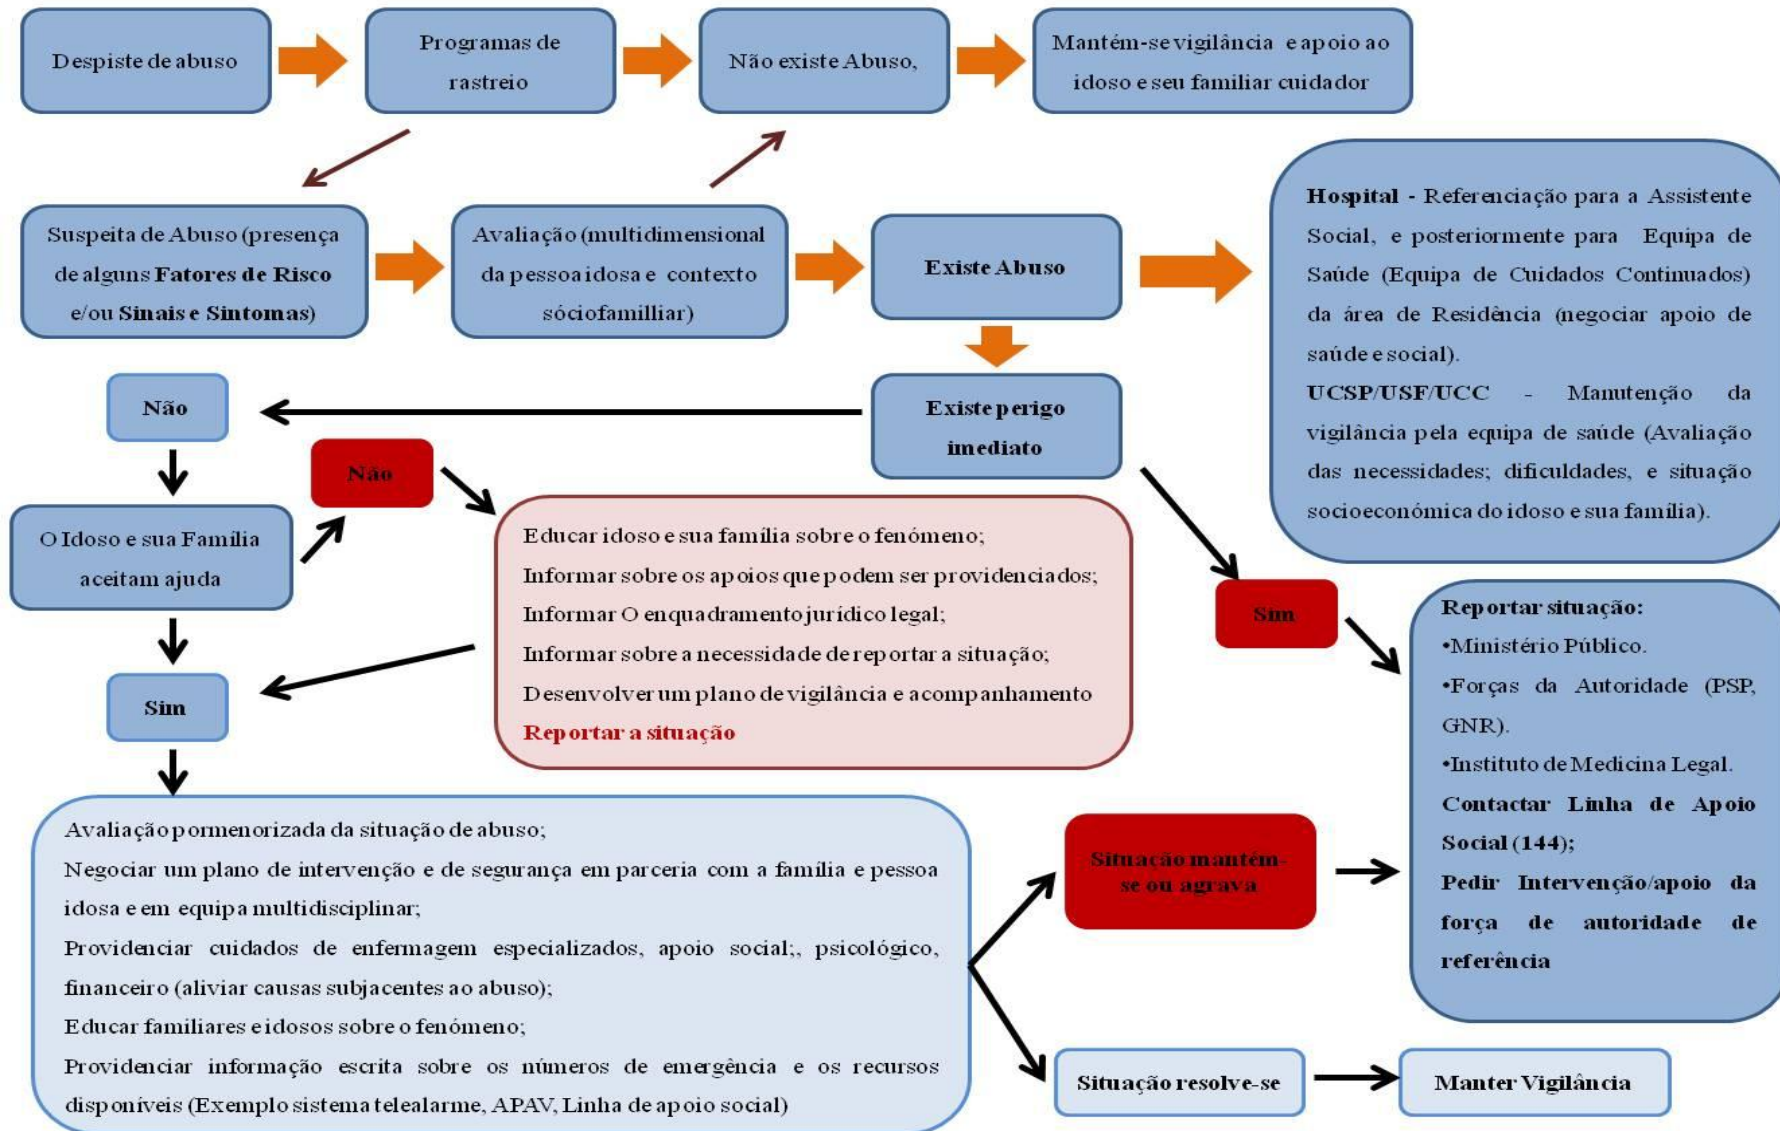 Despiste de abuso
Programas de
rastreio
Não existe Abuso,
Mantém-se vigilância e apoio ao
idoso e seu familiar cuidador
Suspeita de Abuso (presença
de alguns Fatores de Risco
e/ou Sinais e Sintomas)
Avaliação (multidimensional
da pessoa idosa e contexto
sóciofamilliar)
Existe Abuso
Hospital - Referenciação para a Assistente
Social, e posteriormente para Equipa de
Saúde (Equipa de Cuidados Continuados)
da área de Residência (negociar apoio de
saúde e social).
UCSP/USF/UCC - Manutenção da
vigilância pela equipa de saúde (Avaliação
das necessidades; dificuldades, e situação
socioeconómica do idoso e sua família).
Existe perigo
imediato
Não
Não
O Idoso e sua Família
aceitam ajuda
Educar idoso e sua família sobre o fenómeno;
Informar sobre os apoios que podem ser providenciados;
Informar O enquadramento jurídico legal;
Informar sobre a necessidade de reportar a situação;
Desenvolver um plano de vigilância e acompanhamento
Reportar a situação
Sim
Sim
Reportar situação:
•Ministério Público.
•Forças da Autoridade (PSP,
GNR).
•Instituto de Medicina Legal.
Contactar Linha de Apoio
Social (144);
Pedir Intervenção/apoio da
força de autoridade de
referência
Avaliação pormenorizada da situação de abuso;
Negociar um plano de intervenção e de segurança em parceria com a família e pessoa
idosa e em equipa multidisciplinar;
Providenciar cuidados de enfermagem especializados, apoio social;, psicológico,
financeiro (aliviar causas subjacentes ao abuso);
Educar familiares e idosos sobre o fenómeno;
Providenciar informação escrita sobre os números de emergência e os recursos
disponíveis (Exemplo sistema telealarme, APAV, Linha de apoio social)
Situação mantém-
se ou agrava
Situação resolve-se
Manter Vigilância